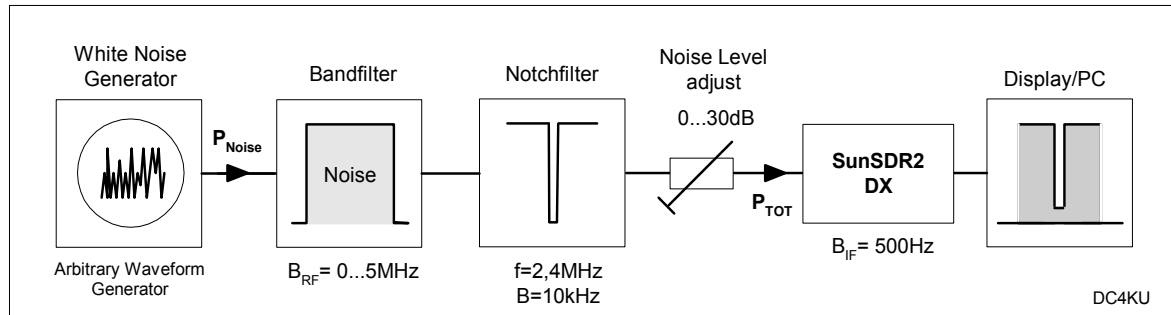 White Noise
Generator
P_Noise
Arbitrary Waveform
Generator
Bandfilter
Noise
B_RF= 0...5MHz
Notchfilter
f=2,4MHz
B=10kHz
Noise Level
adjust
0...30dB
P_TOT
SunSDR2
DX
B_IF = 500Hz
Display/PC
DC4KU